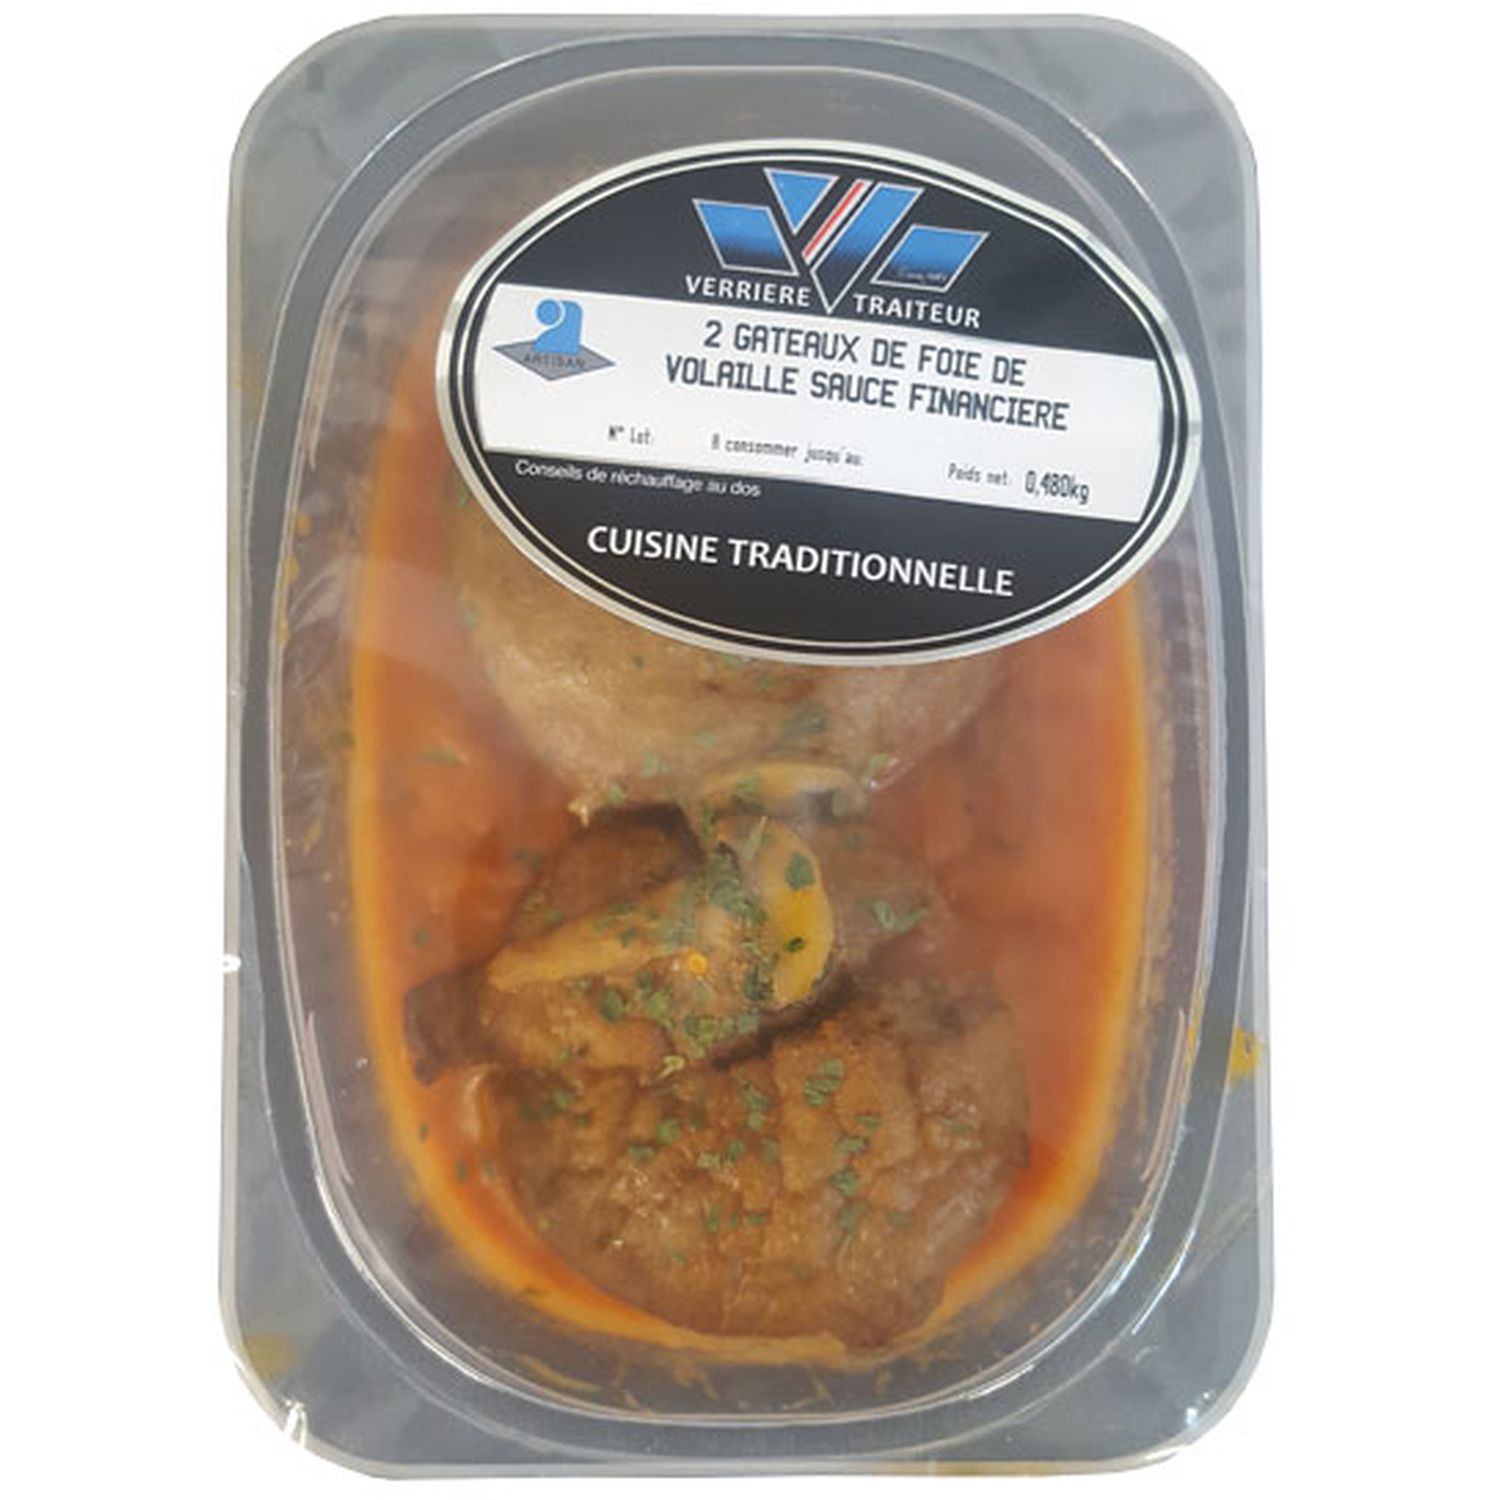 VERRIERE TRAITEUR
ARTISAN
2 GATEAUX DE FOIE DE
VOLAILLE SAUCE FINANCIERE
N° Lot: A consommer jusqu'au: Poids net: 0,480kg
Conseils de réchauffage au dos
CUISINE TRADITIONNELLE